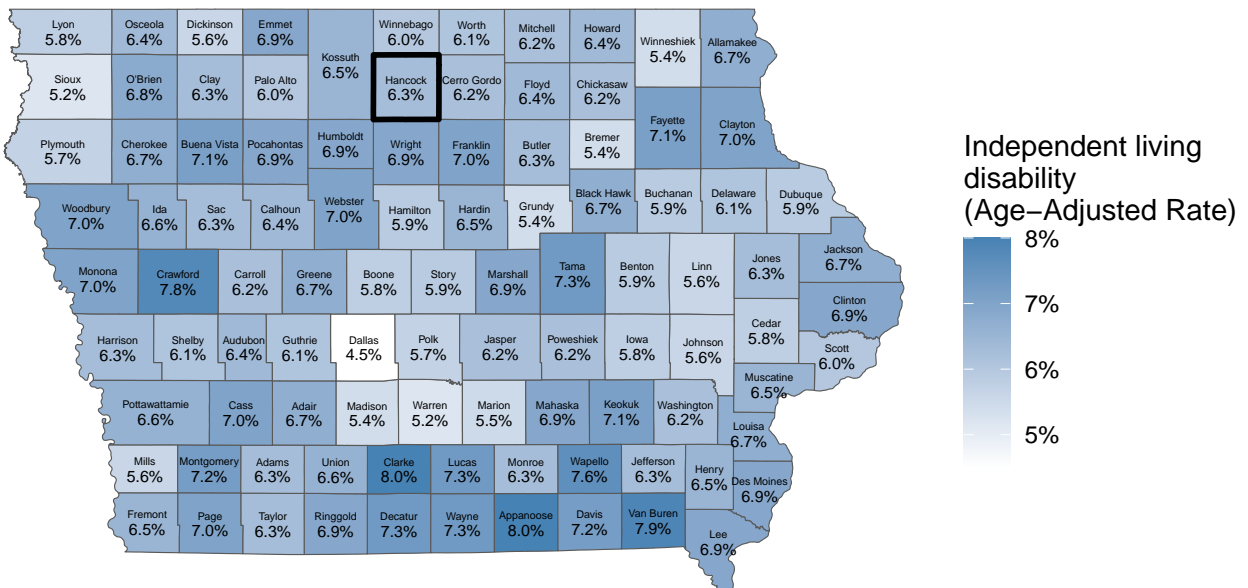 Lyon
5.8%
Osceola
6.4%
Dickinson
5.6%
Emmet
6.9%
Kossuth
6.5%
Winnebago
6.0%
Worth
6.1%
Mitchell
6.2%
Howard
6.4%
Winneshiek
5.4%
Allamakee
6.7%
Sioux
5.2%
O'Brien
6.8%
Clay
6.3%
Palo Alto
6.0%
Hancock
6.3%
Cerro Gordo
6.2%
Floyd
6.4%
Chickasaw
6.2%
Fayette
7.1%
Clayton
7.0%
Plymouth
5.7%
Cherokee
6.7%
Buena Vista
7.1%
Pocahontas
6.9%
Humboldt
6.9%
Wright
6.9%
Franklin
7.0%
Butler
6.3%
Bremer
5.4%
Woodbury
7.0%
Ida
6.6%
Sac
6.3%
Calhoun
6.4%
Webster
7.0%
Hamilton
5.9%
Hardin
6.5%
Grundy
5.4%
Black Hawk
6.7%
Buchanan
5.9%
Delaware
6.1%
Dubuque
5.9%
Monona
7.0%
Crawford
7.8%
Carroll
6.2%
Greene
6.7%
Boone
5.8%
Story
5.9%
Marshall
6.9%
Tama
7.3%
Benton
5.9%
Linn
5.6%
Jones
6.3%
Jackson
6.7%
Clinton
6.9%
Harrison
6.3%
Shelby
6.1%
Audubon
6.4%
Guthrie
6.1%
Dallas
4.5%
Polk
5.7%
Jasper
6.2%
Poweshiek
6.2%
Iowa
5.8%
Johnson
5.6%
Cedar
5.8%
Scott
6.0%
Muscatine
6.5%
Pottawattamie
6.6%
Cass
7.0%
Adair
6.7%
Madison
5.4%
Warren
5.2%
Marion
5.5%
Mahaska
6.9%
Keokuk
7.1%
Washington
6.2%
Louisa
6.7%
Mills
5.6%
Montgomery
7.2%
Adams
6.3%
Union
6.6%
Clarke
8.0%
Lucas
7.3%
Monroe
6.3%
Wapello
7.6%
Jefferson
6.3%
Henry
6.5%
Des Moines
6.9%
Fremont
6.5%
Page
7.0%
Taylor
6.3%
Ringgold
6.9%
Decatur
7.3%
Wayne
7.3%
Appanoose
8.0%
Davis
7.2%
Van Buren
7.9%
Lee
6.9%
Independent living
disability
(Age−Adjusted Rate)
8%
7%
6%
5%